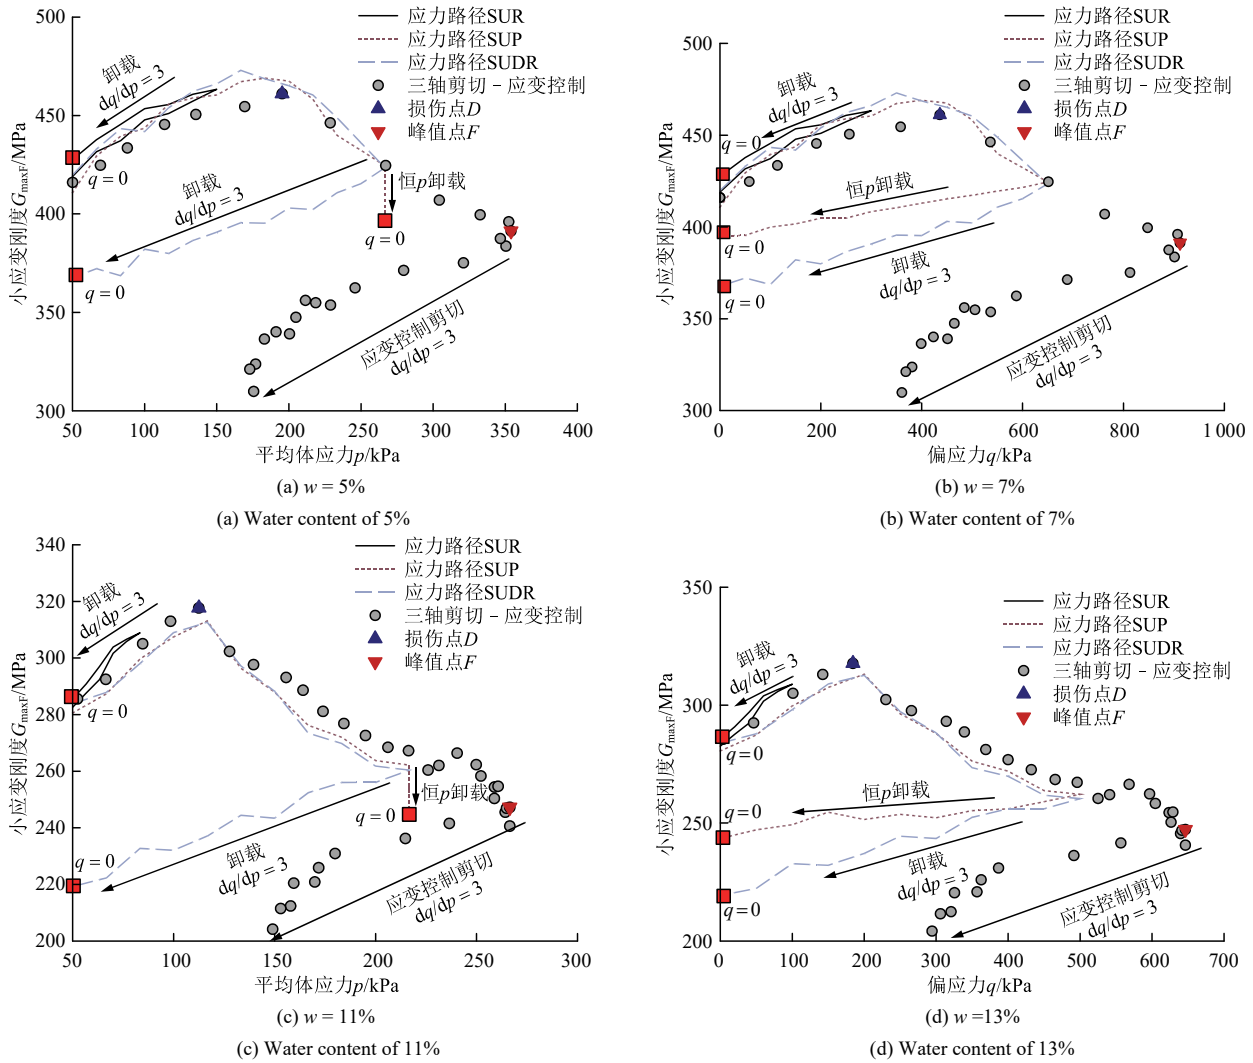 500
450
400
350
300
小应变刚度GmaxF/MPa
应力路径SUR
应力路径SUP
应力路径SUDR
三轴剪切－应变控制
损伤点D
峰值点F
卸载
dq/dp = 3
q = 0
卸载
dq/dp = 3
恒p卸载
q = 0
q = 0
应变控制剪切
dq/dp = 3
50 100 150 200 250 300 350 400
平均体应力p/kPa
(a) w = 5%
(a) Water content of 5%
500
450
400
350
300
小应变刚度GmaxF/MPa
应力路径SUR
应力路径SUP
应力路径SUDR
三轴剪切－应变控制
损伤点D
峰值点F
卸载
dq/dp = 3
q = 0
恒p卸载
q = 0
卸载
dq/dp = 3
q = 0
应变控制剪切
dq/dp = 3
0 200 400 600 800 1 000
偏应力q/kPa
(b) w = 7%
(b) Water content of 7%
340
320
300
280
260
240
220
200
小应变刚度GmaxF/MPa
应力路径SUR
应力路径SUP
应力路径SUDR
三轴剪切－应变控制
损伤点D
峰值点F
卸载
dq/dp = 3
q = 0
恒p卸载
q = 0
q = 0
卸载
dq/dp = 3
应变控制剪切
dq/dp = 3
50 100 150 200 250 300
平均体应力p/kPa
(c) w = 11%
(c) Water content of 11%
350
300
250
200
小应变刚度GmaxF/MPa
应力路径SUR
应力路径SUP
应力路径SUDR
三轴剪切－应变控制
损伤点D
峰值点F
卸载
dq/dp = 3
q = 0
恒p卸载
q = 0
卸载
dq/dp = 3
q = 0
应变控制剪切
dq/dp = 3
0 100 200 300 400 500 600 700
偏应力q/kPa
(d) w =13%
(d) Water content of 13%